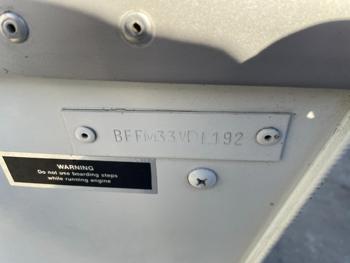 BFFM33VDL192
WARNING
Do not use boarding steps
while running engine